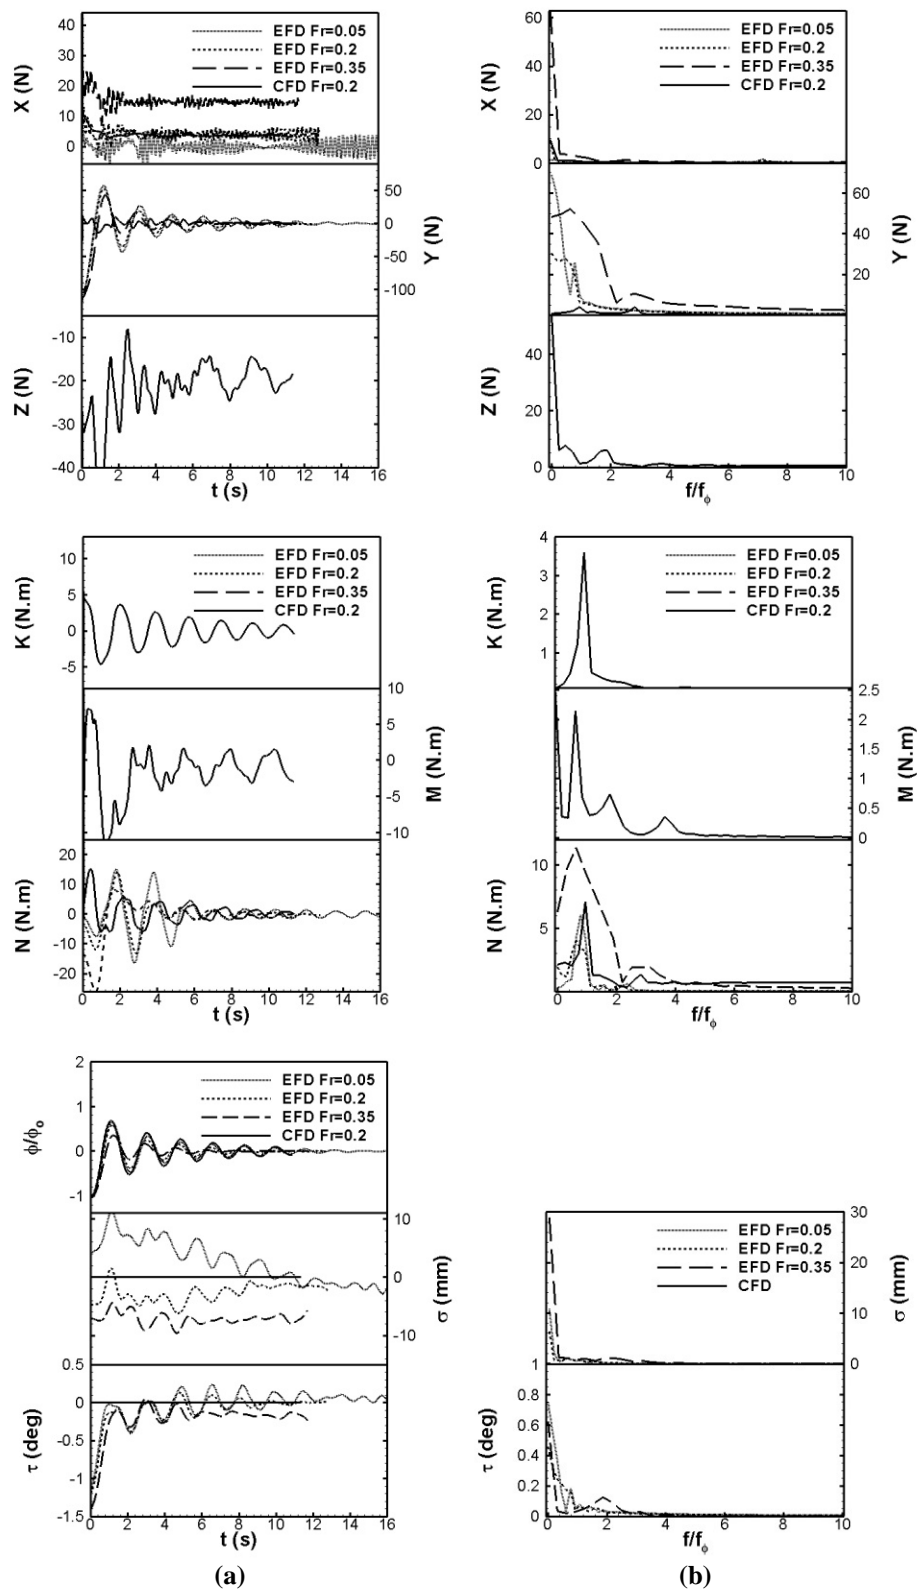 X (N)
40
30
20
10
0
EFD Fr=0.05
EFD Fr=0.2
EFD Fr=0.35
CFD Fr=0.2
Y (N)
50
0
-50
-100
Z (N)
-10
-20
-30
-40
0 2 4 6 8 10 12 14 16
t (s)
X (N)
60
40
20
0
EFD Fr=0.05
EFD Fr=0.2
EFD Fr=0.35
CFD Fr=0.2
Y (N)
60
40
20
Z (N)
40
20
0
0 2 4 6 8 10
f/fϕ
K (N.m)
10
5
0
-5
EFD Fr=0.05
EFD Fr=0.2
EFD Fr=0.35
CFD Fr=0.2
M (N.m)
10
5
0
-5
-10
N (N.m)
20
10
0
-10
-20
0 2 4 6 8 10 12 14 16
t (s)
K (N.m)
4
3
2
1
EFD Fr=0.05
EFD Fr=0.2
EFD Fr=0.35
CFD Fr=0.2
M (N.m)
2.5
2
1.5
1
0.5
0
N (N.m)
10
5
0 2 4 6 8 10
f/fϕ
ϕ/ϕo
2
1
0
-1
EFD Fr=0.05
EFD Fr=0.2
EFD Fr=0.35
CFD Fr=0.2
σ (mm)
10
0
-10
τ (deg)
0.5
0
-0.5
-1
-1.5
0 2 4 6 8 10 12 14 16
t (s)
EFD Fr=0.05
EFD Fr=0.2
EFD Fr=0.35
CFD
σ (mm)
30
20
10
0
τ (deg)
1
0.8
0.6
0.4
0.2
0
0 2 4 6 8 10
f/fϕ
(a)
(b)